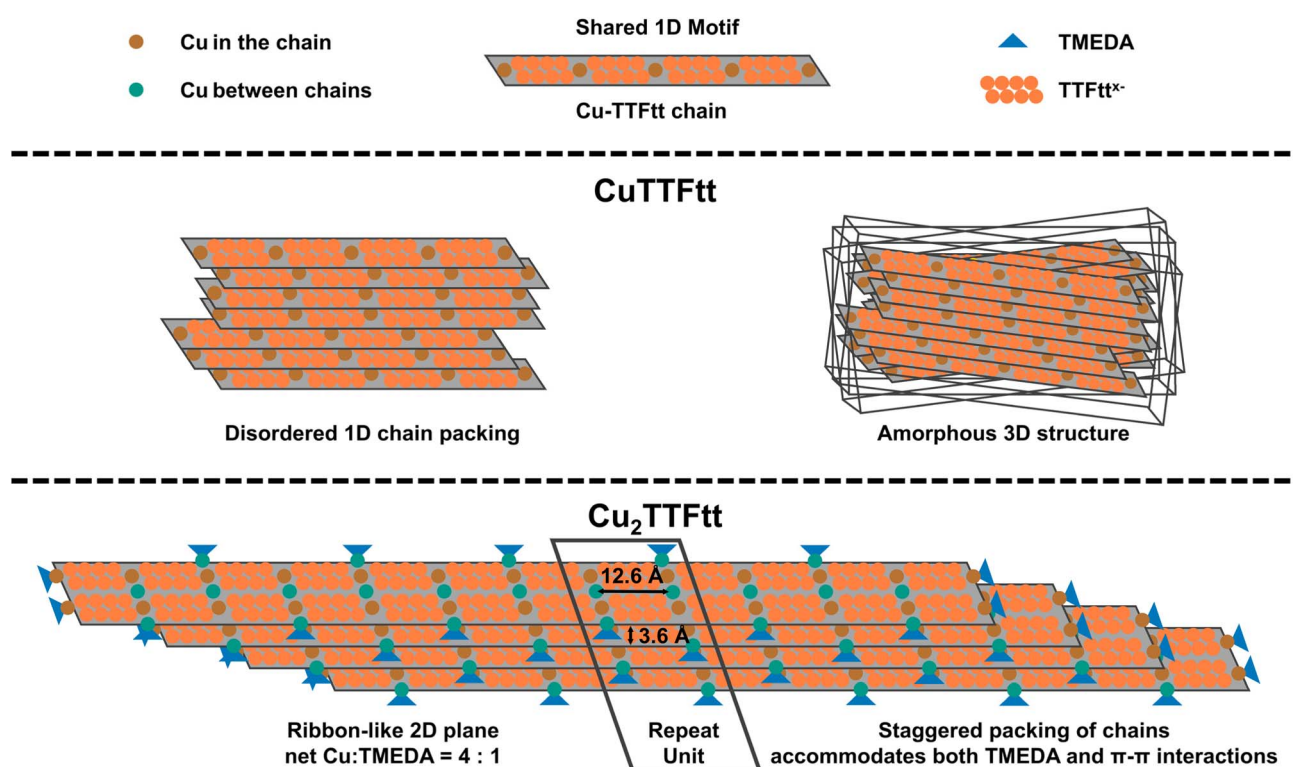 Cu in the chain
Cu between chains
Shared 1D Motif
Cu-TTFtt chain
TMEDA
TTFttˣ⁻
CuTTFtt
Disordered 1D chain packing
Amorphous 3D structure
Cu₂TTFtt
12.6 Å
3.6 Å
Ribbon-like 2D plane
net Cu:TMEDA = 4 : 1
Repeat
Unit
Staggered packing of chains
accommodates both TMEDA and π-π interactions